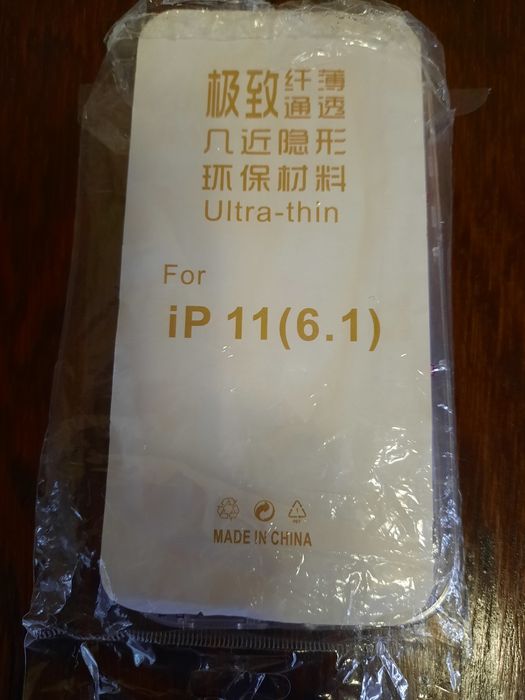 极致纤薄
通透
几近隐形
环保材料
Ultra-thin
For
iP 11(6.1)
MADE IN CHINA